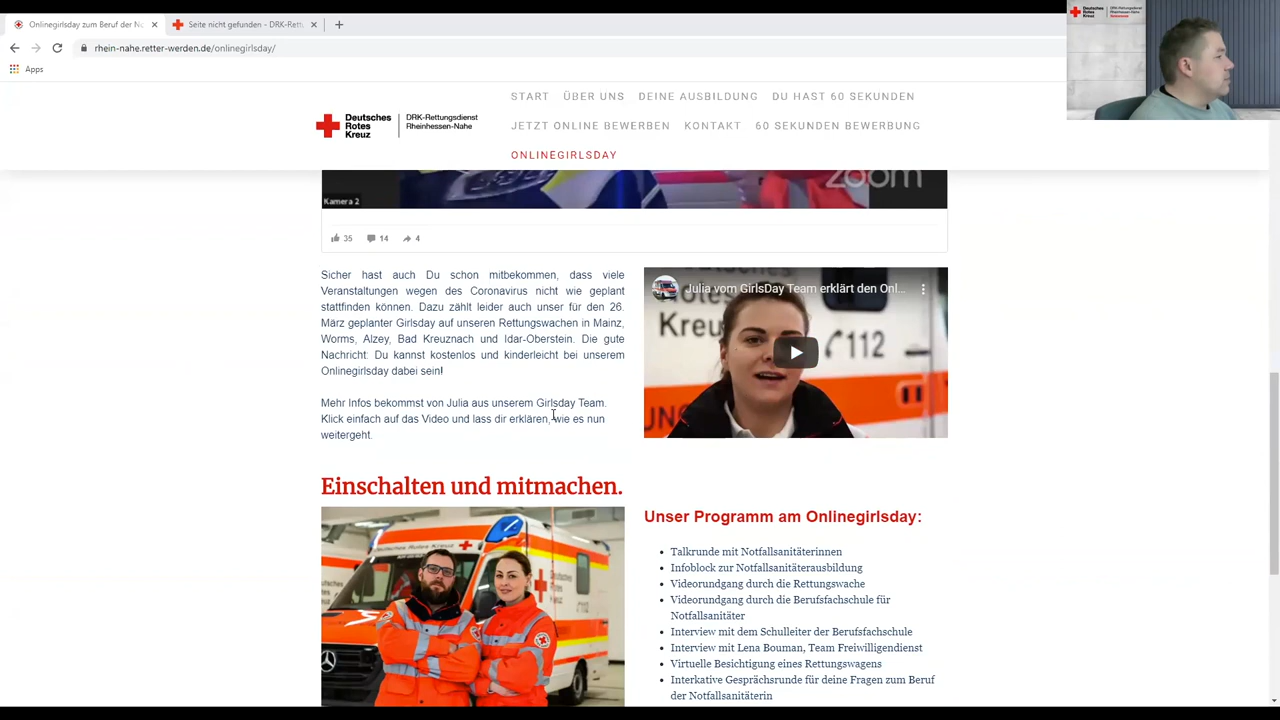 Onlinegirlsday zum Beruf der No
Seite nicht gefunden - DRK-Rett
rhein-nahe.retter-werden.de/onlinegirlsday/
Apps
Deutsches
Rotes
Kreuz
DRK-Rettungsdienst
Rheinhessen-Nahe
START ÜBER UNS DEINE AUSBILDUNG DU HAST 60 SEKUNDEN
JETZT ONLINE BEWERBEN KONTAKT 60 SEKUNDEN BEWERBUNG
ONLINEGIRLSDAY
Kamera 2
zoom
35 14 4
Sicher hast auch Du schon mitbekommen, dass viele
Veranstaltungen wegen des Coronavirus nicht wie geplant
stattfinden können. Dazu zählt leider auch unser für den 26.
März geplanter Girlsday auf unseren Rettungswachen in Mainz,
Worms, Alzey, Bad Kreuznach und Idar-Oberstein. Die gute
Nachricht: Du kannst kostenlos und kinderleicht bei unserem
Onlinegirlsday dabei sein!
Mehr Infos bekommst von Julia aus unserem Girlsday Team.
Klick einfach auf das Video und lass dir erklären, wie es nun
weitergeht.
Julia vom GirlsDay Team erklärt den Onl...
Kreu
112
Einschalten und mitmachen.
Unser Programm am Onlinegirlsday:
Talkrunde mit Notfallsanitäterinnen
Infoblock zur Notfallsanitäterausbildung
Videorundgang durch die Rettungswache
Videorundgang durch die Berufsfachschule für
Notfallsanitäter
Interview mit dem Schulleiter der Berufsfachschule
Interview mit Lena Bouman, Team Freiwilligendienst
Virtuelle Besichtigung eines Rettungswagens
Interkative Gesprächsrunde für deine Fragen zum Beruf
der Notfallsanitäterin
Deutsches
Rotes
Kreuz
DRK-Rettungsdienst